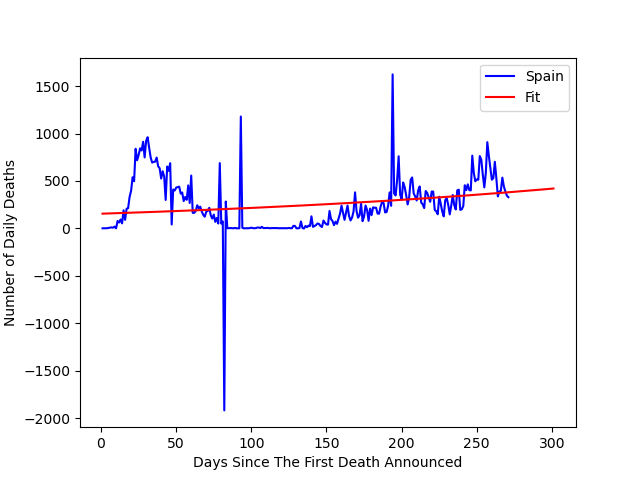 Spain
Fit
1500
1000
500
0
−500
−1000
−1500
−2000
Number of Daily Deaths
0 50 100 150 200 250 300
Days Since The First Death Announced